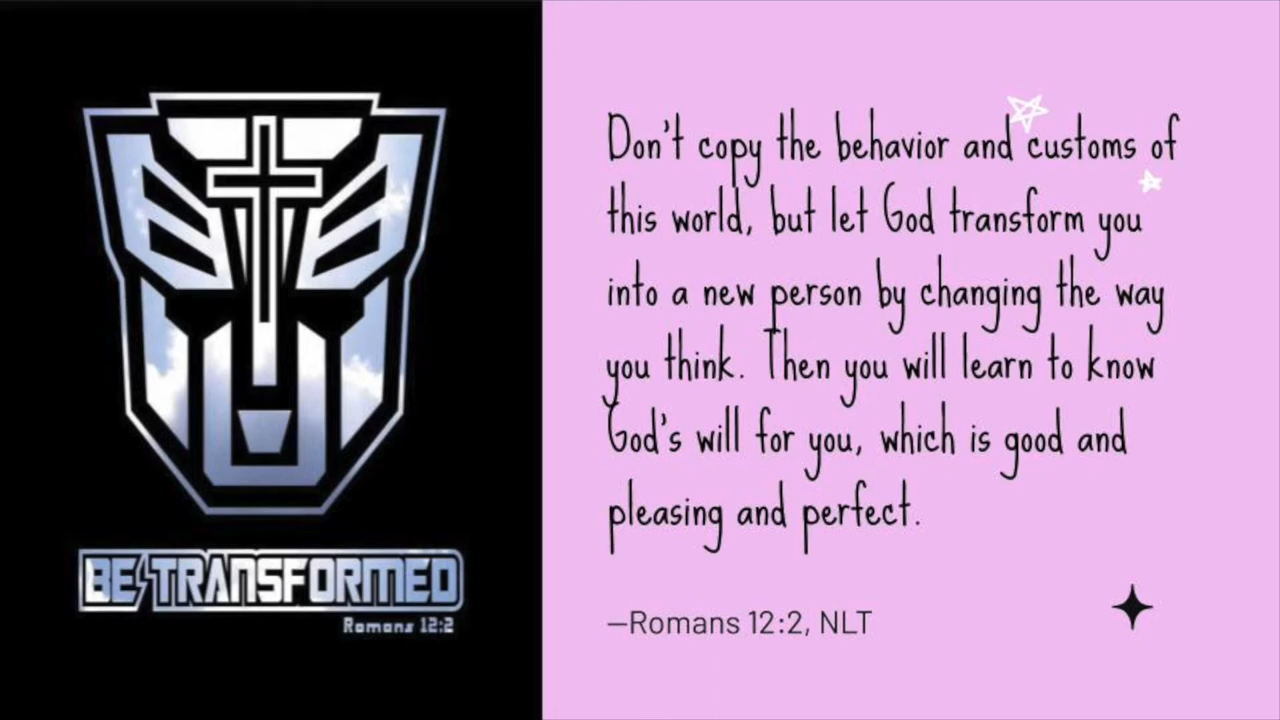 BE TRANSFORMED
Romans 12:2
Don't copy the behavior and customs of
this world, but let God transform you
into a new person by changing the way
you think. Then you will learn to know
God's will for you, which is good and
pleasing and perfect.
—Romans 12:2, NLT